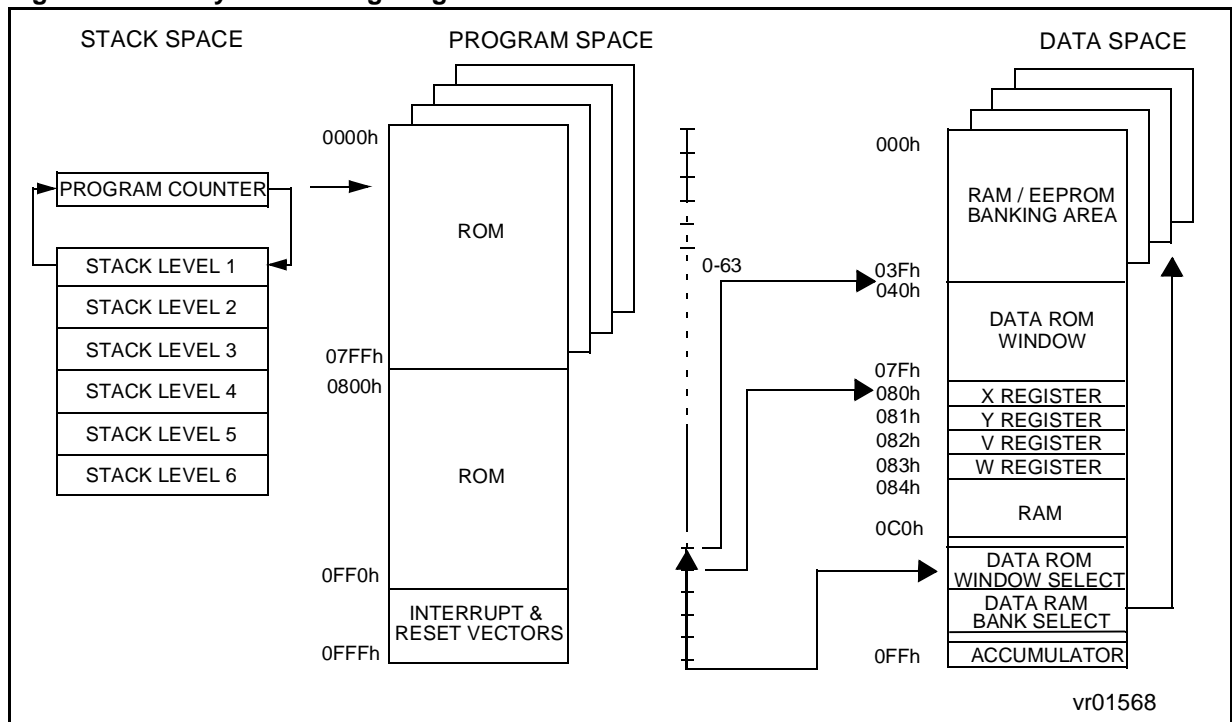 STACK SPACE
PROGRAM SPACE
DATA SPACE
PROGRAM COUNTER
STACK LEVEL 1
STACK LEVEL 2
STACK LEVEL 3
STACK LEVEL 4
STACK LEVEL 5
STACK LEVEL 6
0000h
ROM
07FFh
0800h
ROM
0FF0h
INTERRUPT &
RESET VECTORS
0FFFh
0-63
000h
RAM / EEPROM
BANKING AREA
03Fh
040h
DATA ROM
WINDOW
07Fh
080h
X REGISTER
081h
Y REGISTER
082h
V REGISTER
083h
W REGISTER
084h
RAM
0C0h
DATA ROM
WINDOW SELECT
DATA RAM
BANK SELECT
0FFh
ACCUMULATOR
vr01568